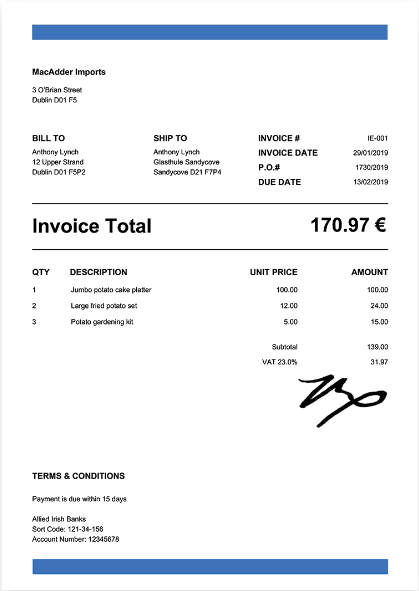 MacAdder Imports
3 O'Brian Street
Dublin D01 F5
BILL TO
Anthony Lynch
12 Upper Strand
Dublin D01 F5P2
SHIP TO
Anthony Lynch
Glasthule Sandycove
Sandycove D21 F7P4
INVOICE # IE-001
INVOICE DATE 29/01/2019
P.O.# 1730/2019
DUE DATE 13/02/2019
Invoice Total 170.97 €
QTY DESCRIPTION UNIT PRICE AMOUNT
1 Jumbo potato cake platter 100.00 100.00
2 Large fried potato set 12.00 24.00
3 Potato gardening kit 5.00 15.00
Subtotal 139.00
VAT 23.0% 31.97
TERMS & CONDITIONS
Payment is due within 15 days
Allied Irish Banks
Sort Code: 121-34-156
Account Number: 12345678